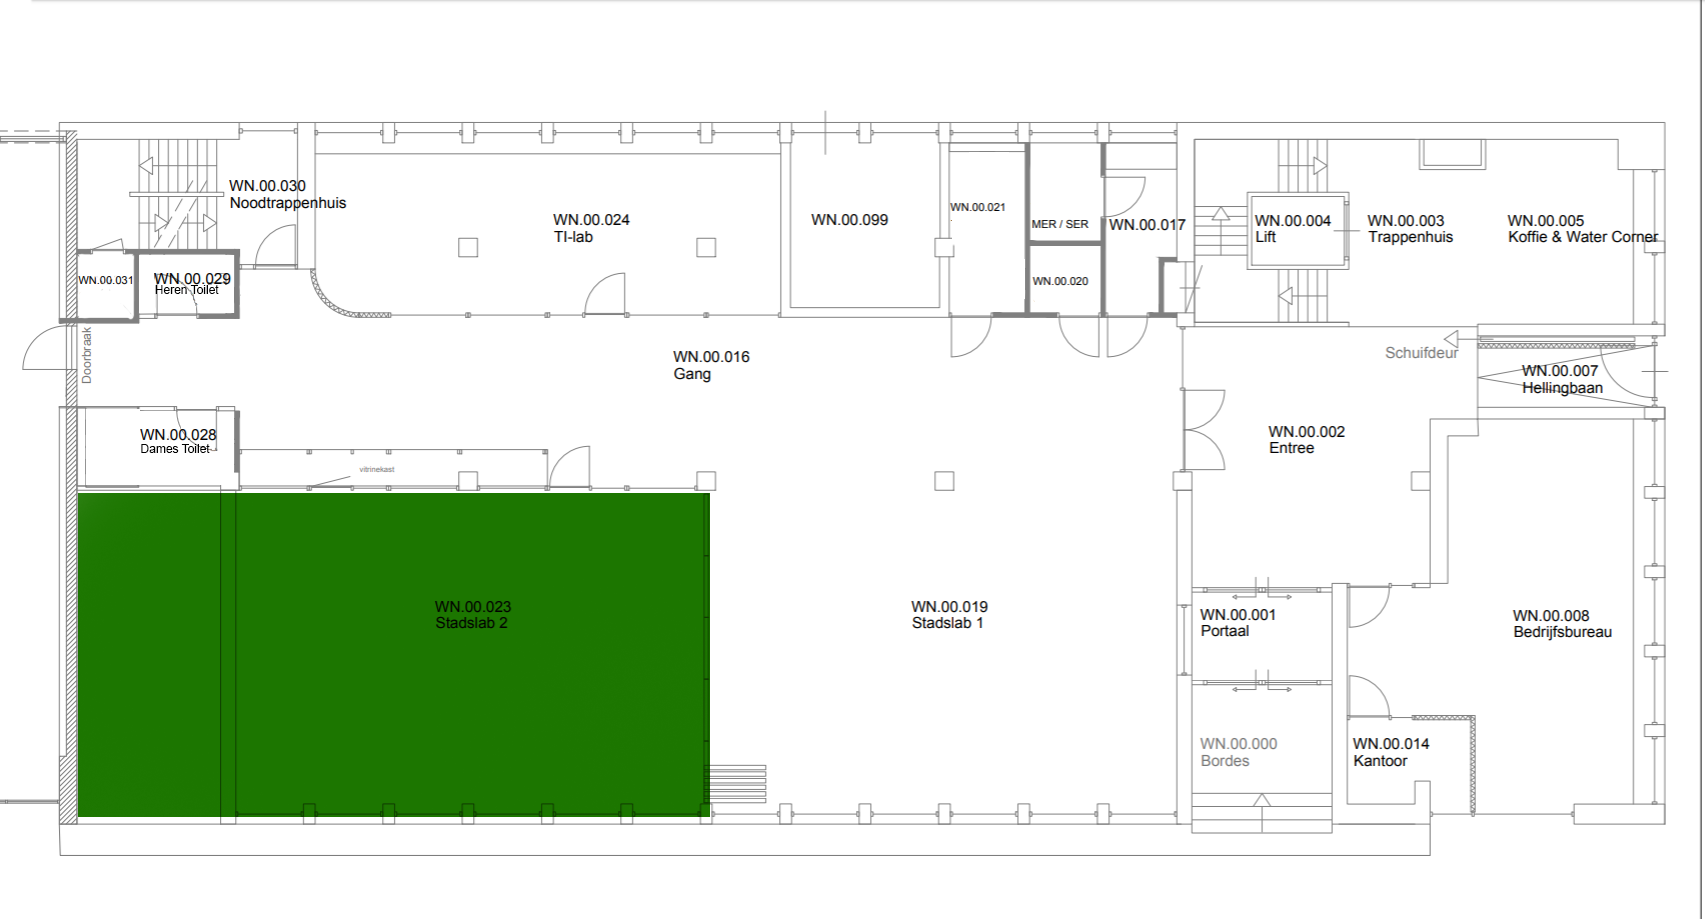 WN.00.030
Noodtrappenhuis
WN.00.024
TI-lab
WN.00.099
WN.00.021
MER / SER
WN.00.017
WN.00.020
WN.00.004
Lift
WN.00.003
Trappenhuis
WN.00.005
Koffie & Water Corner
WN.00.031
WN.00.029
Heren Toilet
Doorbraak
WN.00.016
Gang
Schuifdeur
WN.00.007
Hellingbaan
WN.00.028
Dames Toilet
vitrinekast
WN.00.002
Entree
WN.00.023
Stadslab 2
WN.00.019
Stadslab 1
WN.00.001
Portaal
WN.00.008
Bedrijfsbureau
WN.00.000
Bordes
WN.00.014
Kantoor